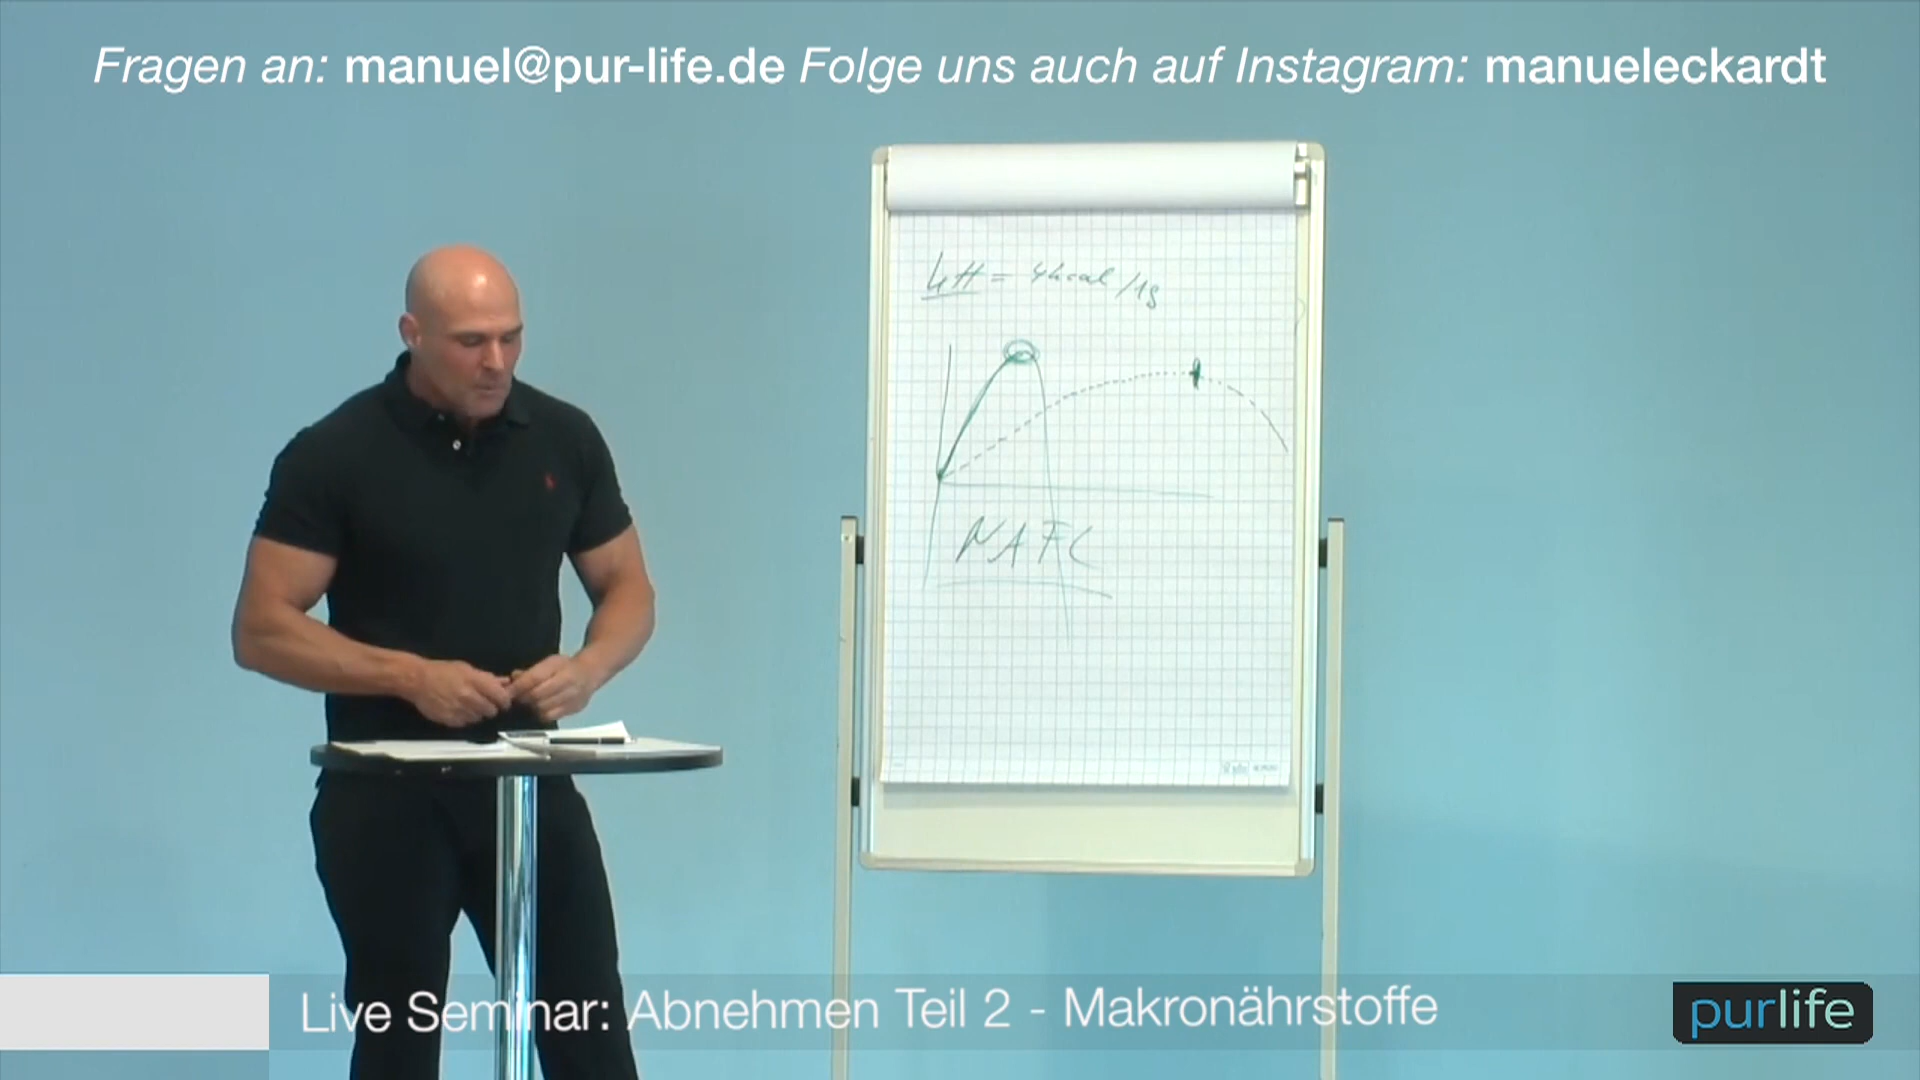 Fragen an: manuel@pur-life.de Folge uns auch auf Instagram: manueleckardt
KH = 4kcal/1g
NAFL
Live Seminar: Abnehmen Teil 2 - Makronährstoffe
purlife